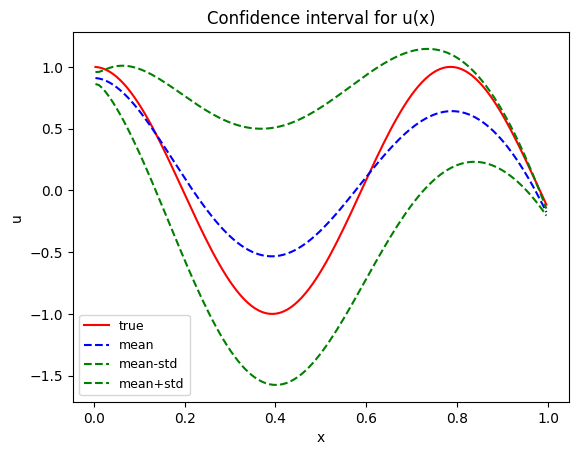 Confidence interval for u(x)
1.0
0.5
0.0
−0.5
−1.0
−1.5
u
true
mean
mean-std
mean+std
0.0 0.2 0.4 0.6 0.8 1.0
x